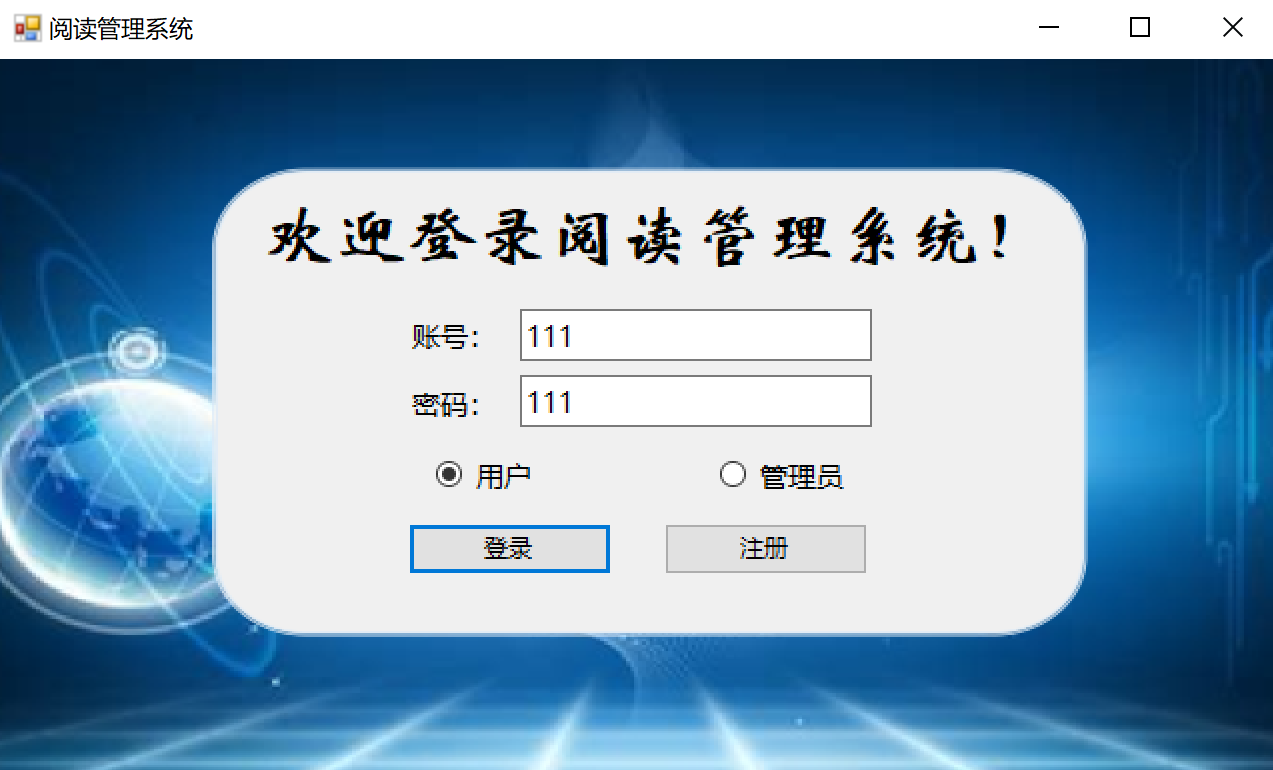 阅读管理系统
欢迎登录阅读管理系统！
账号： 111
密码： 111
用户 管理员
登录 注册